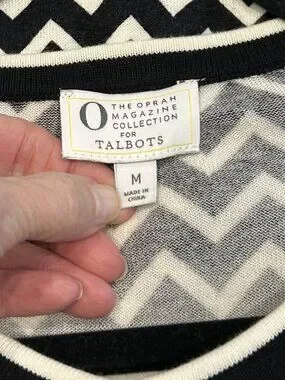 O THE OPRAH
MAGAZINE
COLLECTION
FOR
TALBOTS
M
MADE IN
CHINA